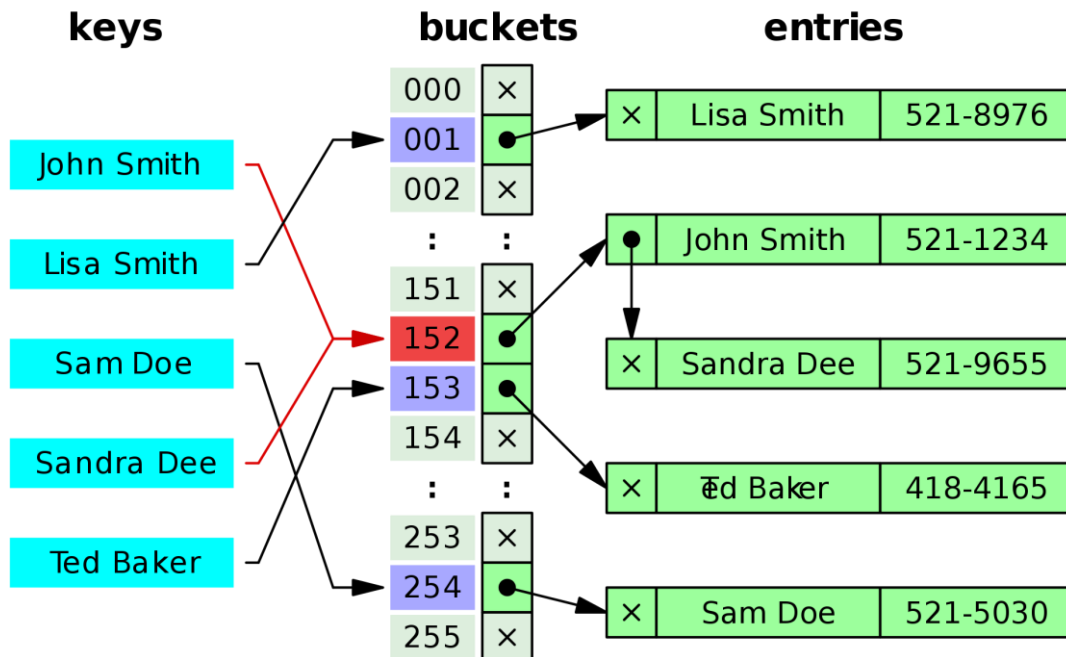 keys
buckets
entries
John Smith
Lisa Smith
Sam Doe
Sandra Dee
Ted Baker
000 ×
001
002 ×
: :
151 ×
152
153
154 ×
: :
253 ×
254
255 ×
× Lisa Smith 521-8976
John Smith 521-1234
× Sandra Dee 521-9655
× Ted Baker 418-4165
× Sam Doe 521-5030